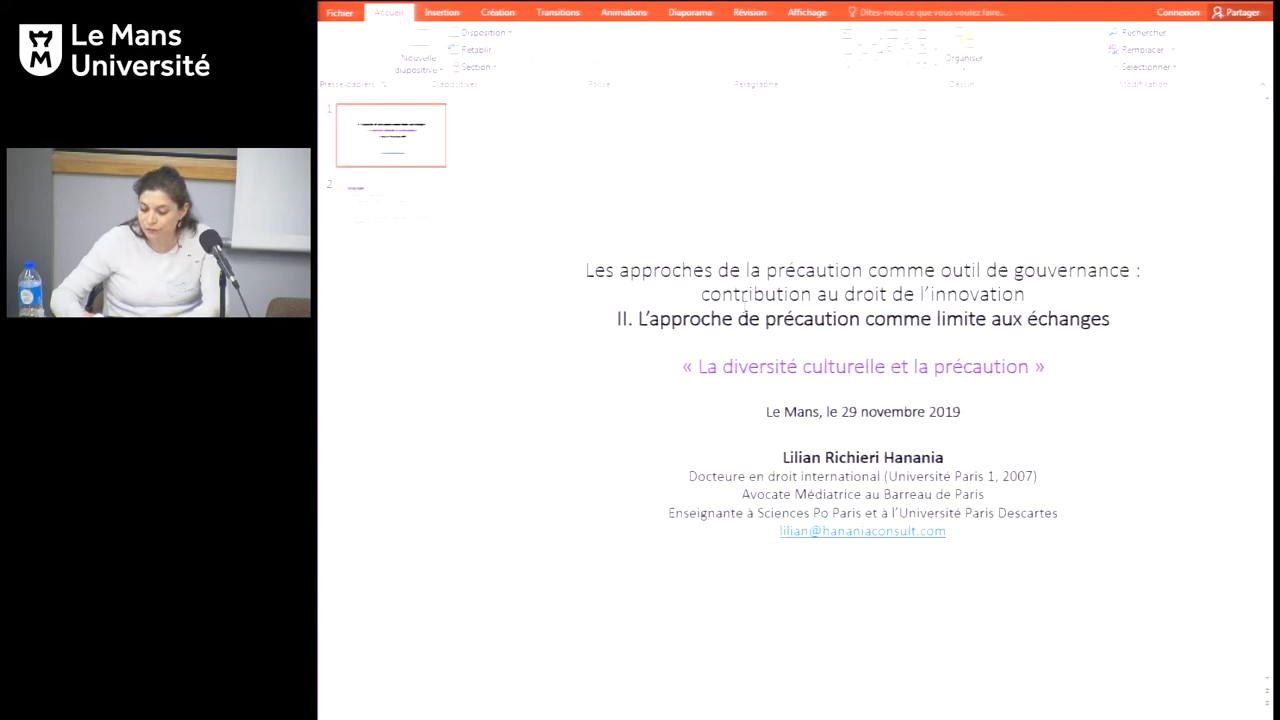 Le Mans
Université
Fichier Accueil Insertion Création Transitions Animations Diaporama Révision Affichage Dites-nous ce que vous voulez faire.. Connexion Partager
Disposition
Rétablir
Section
Nouvelle
diapositive
Organiser
Rechercher
Remplacer
Sélectionner
Presse-papiers Diapositives Police Paragraphe Dessin Modification
1
2
Les approches de la précaution comme outil de gouvernance :
contribution au droit de l'innovation
II. L'approche de précaution comme limite aux échanges
« La diversité culturelle et la précaution »
Le Mans, le 29 novembre 2019
Lilian Richieri Hanania
Docteure en droit international (Université Paris 1, 2007)
Avocate Médiatrice au Barreau de Paris
Enseignante à Sciences Po Paris et à l'Université Paris Descartes
lilian@hananiaconsult.com